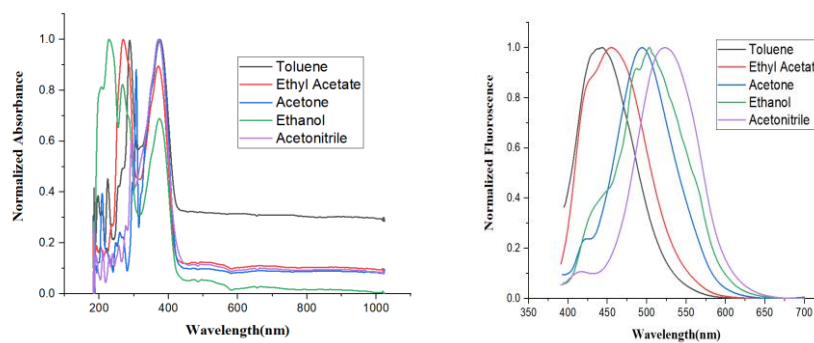 Normalized Absorbance
1.0
0.8
0.6
0.4
0.2
0.0
200
400
600
800
1000
Wavelength(nm)
Toluene
Ethyl Acetate
Acetone
Ethanol
Acetonitrile
Normalized Fluoroscence
1.0
0.8
0.6
0.4
0.2
0.0
350
400
450
500
550
600
650
700
Wavelength(nm)
Toluene
Ethyl Acetate
Acetone
Ethanol
Acetonitrile